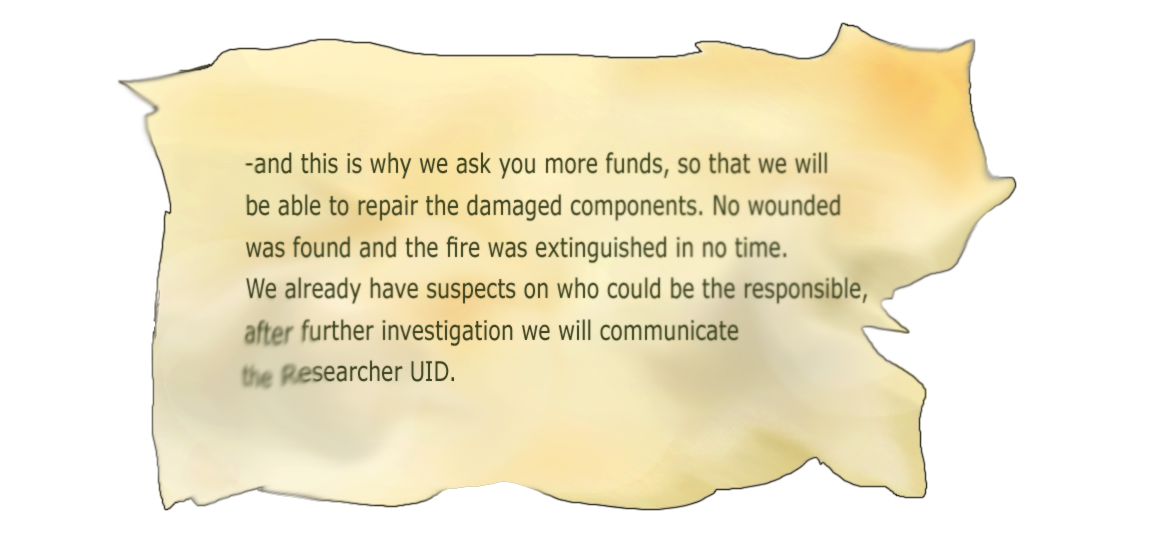 -and this is why we ask you more funds, so that we will
be able to repair the damaged components. No wounded
was found and the fire was extinguished in no time.
We already have suspects on who could be the responsible,
after further investigation we will communicate
the Researcher UID.